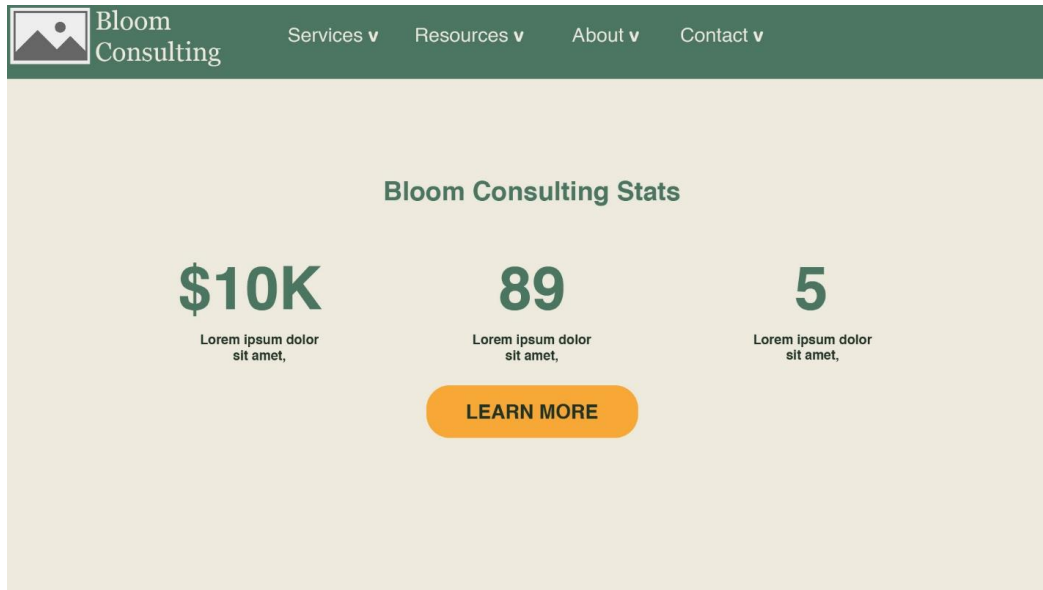 Bloom
Consulting
Services v
Resources v
About v
Contact v
Bloom Consulting Stats
$10K
Lorem ipsum dolor
sit amet,
89
Lorem ipsum dolor
sit amet,
5
Lorem ipsum dolor
sit amet,
LEARN MORE